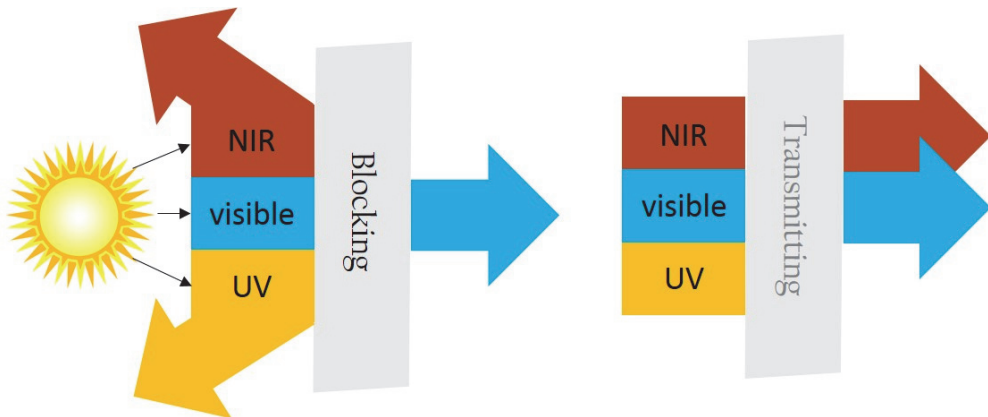 NIR
visible
UV
Blocking
NIR
visible
UV
Transmitting